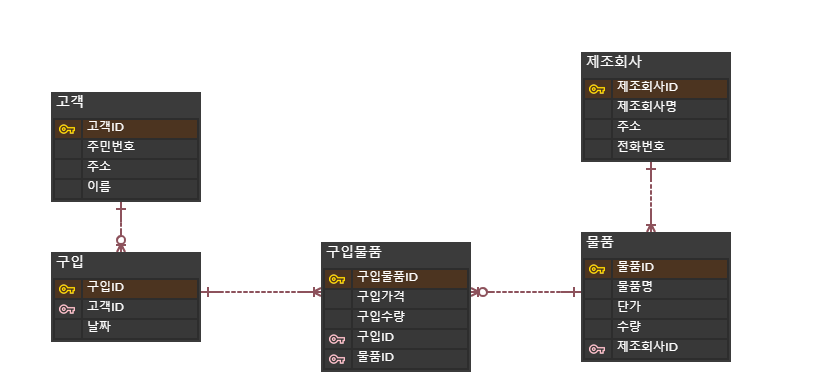 고객
고객ID
주민번호
주소
이름
구입
구입ID
고객ID
날짜
구입물품
구입물품ID
구입가격
구입수량
구입ID
물품ID
제조회사
제조회사ID
제조회사명
주소
전화번호
물품
물품ID
물품명
단가
수량
제조회사ID